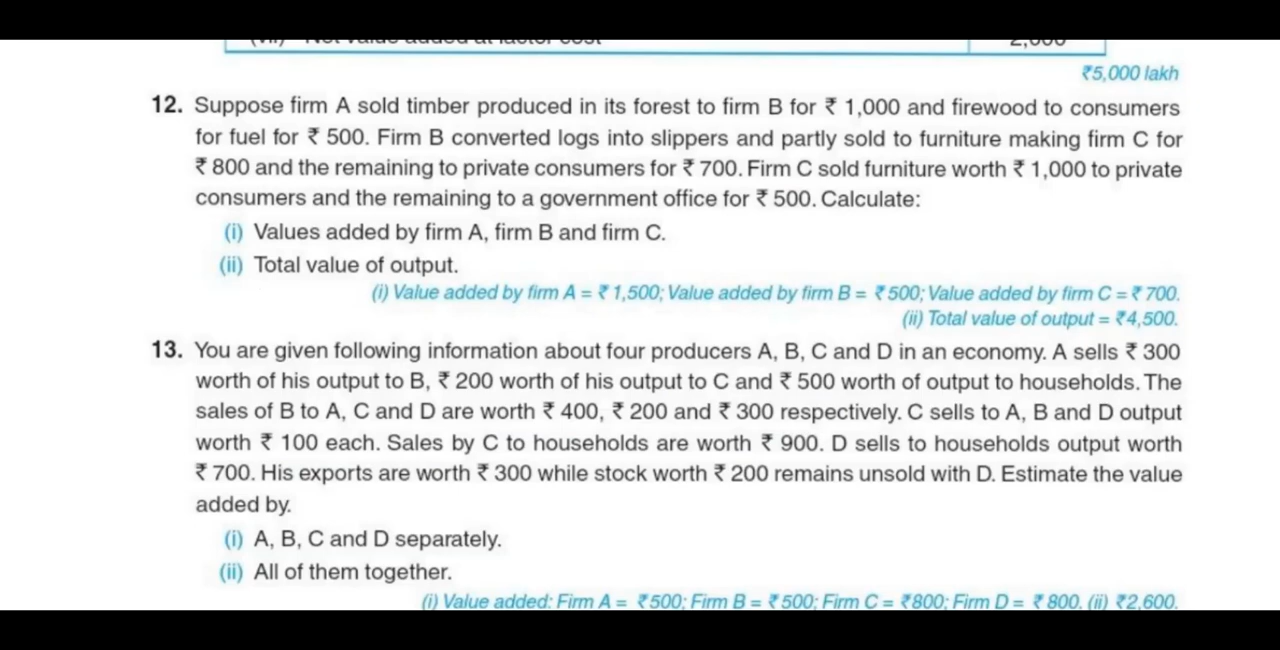 (vii) Net value added at factor cost 2,000
₹5,000 lakh
12. Suppose firm A sold timber produced in its forest to firm B for ₹ 1,000 and firewood to consumers
for fuel for ₹ 500. Firm B converted logs into slippers and partly sold to furniture making firm C for
₹ 800 and the remaining to private consumers for ₹ 700. Firm C sold furniture worth ₹ 1,000 to private
consumers and the remaining to a government office for ₹ 500. Calculate:
(i) Values added by firm A, firm B and firm C.
(ii) Total value of output.
(i) Value added by firm A = ₹ 1,500; Value added by firm B = ₹ 500; Value added by firm C = ₹ 700.
(ii) Total value of output = ₹4,500.
13. You are given following information about four producers A, B, C and D in an economy. A sells ₹ 300
worth of his output to B, ₹ 200 worth of his output to C and ₹ 500 worth of output to households. The
sales of B to A, C and D are worth ₹ 400, ₹ 200 and ₹ 300 respectively. C sells to A, B and D output
worth ₹ 100 each. Sales by C to households are worth ₹ 900. D sells to households output worth
₹ 700. His exports are worth ₹ 300 while stock worth ₹ 200 remains unsold with D. Estimate the value
added by.
(i) A, B, C and D separately.
(ii) All of them together.
(i) Value added: Firm A = ₹500; Firm B = ₹500; Firm C = ₹800; Firm D = ₹ 800. (ii) ₹2,600.